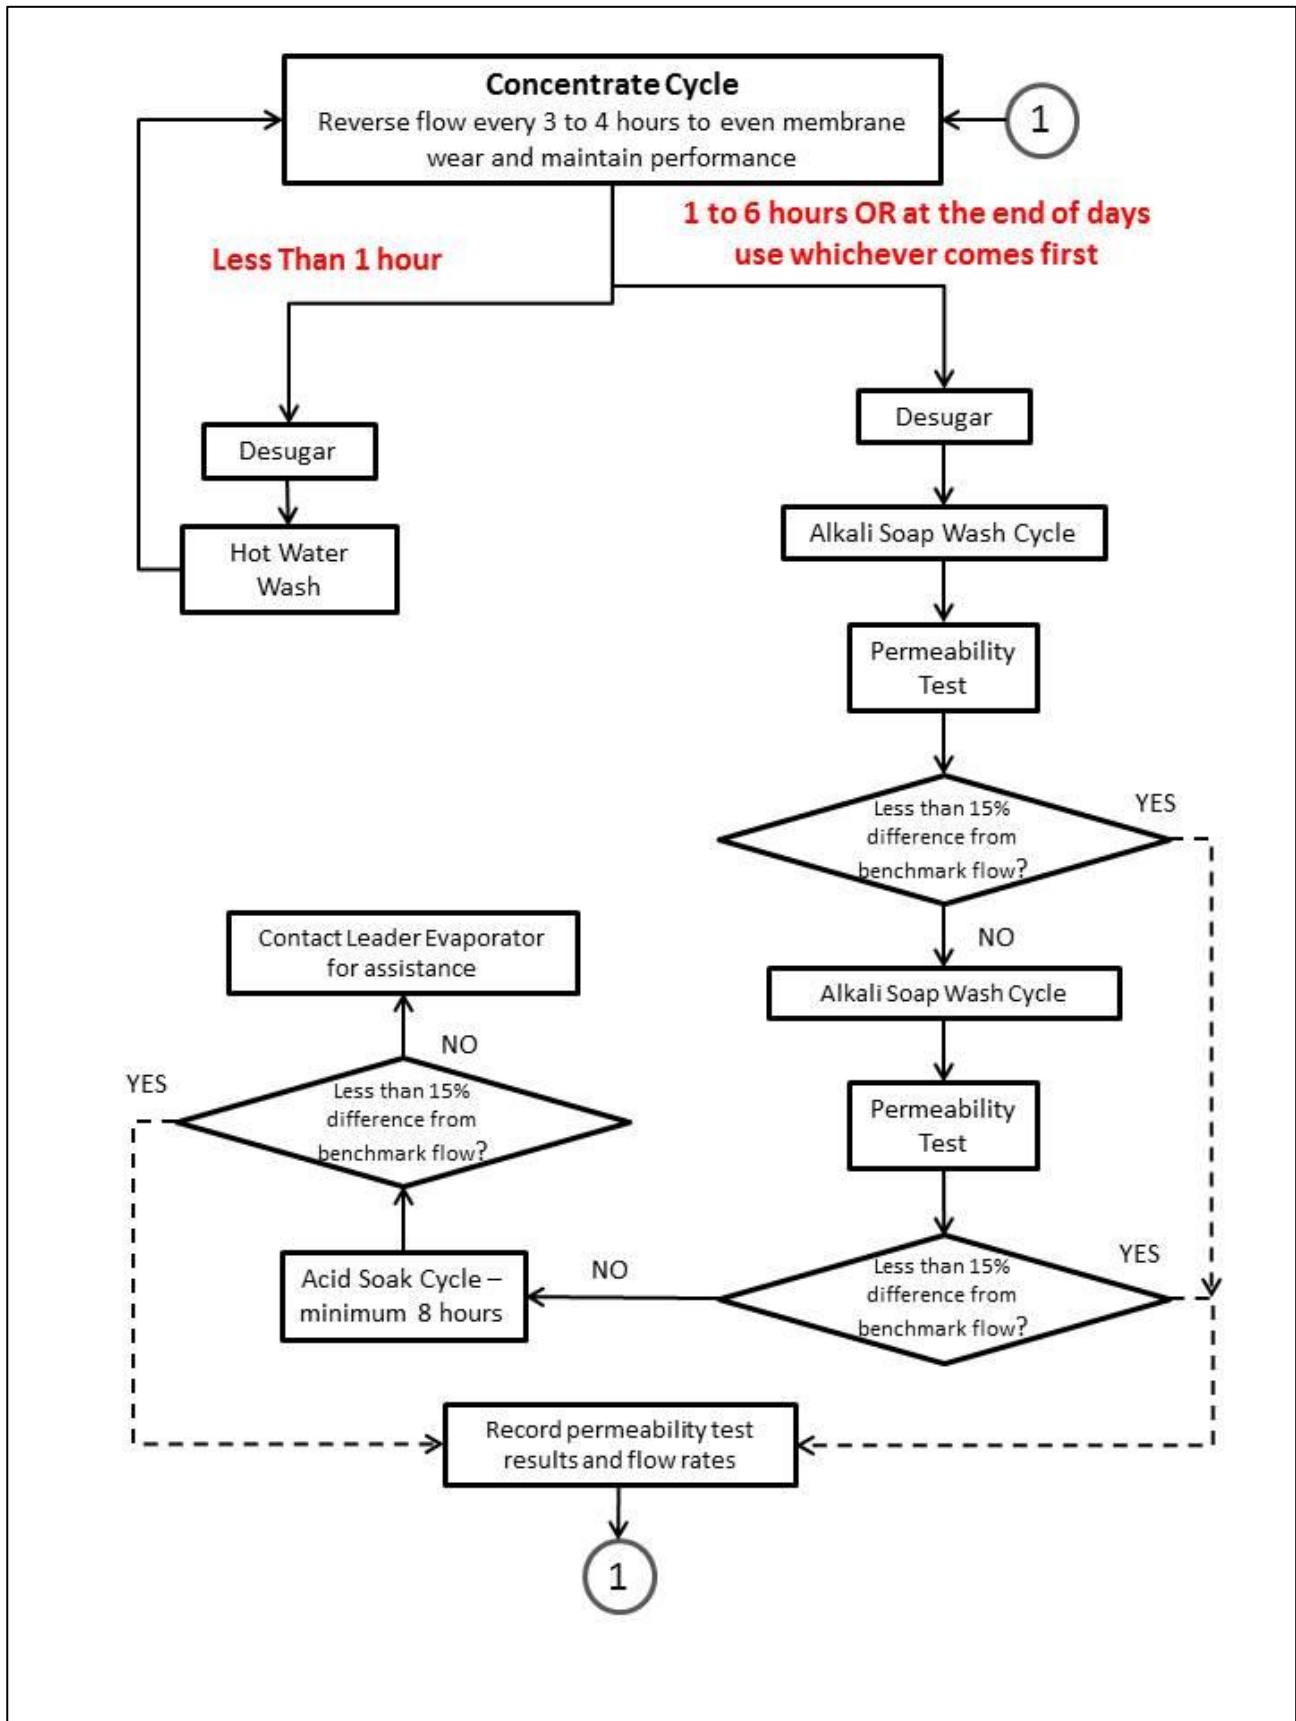 Concentrate Cycle
Reverse flow every 3 to 4 hours to even membrane
wear and maintain performance
1
Less Than 1 hour
1 to 6 hours OR at the end of days
use whichever comes first
Desugar
Hot Water
Wash
Desugar
Alkali Soap Wash Cycle
Permeability
Test
Less than 15%
difference from
benchmark flow?
YES
NO
Alkali Soap Wash Cycle
Permeability
Test
Less than 15%
difference from
benchmark flow?
YES
NO
Acid Soak Cycle –
minimum 8 hours
Less than 15%
difference from
benchmark flow?
YES
NO
Contact Leader Evaporator
for assistance
Record permeability test
results and flow rates
1